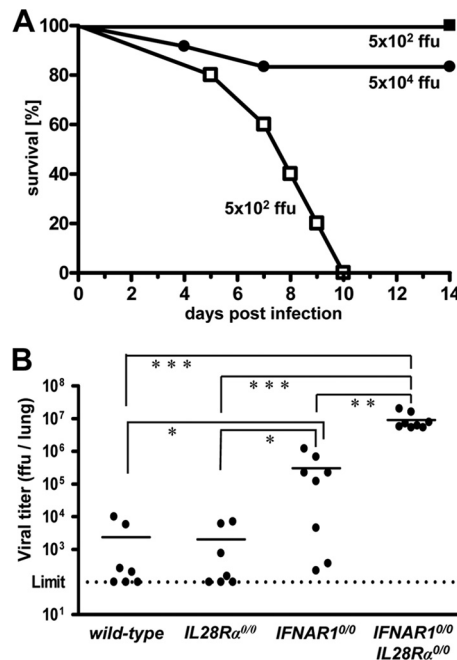 A
survival [%]
100
80
60
40
20
0
5x10² ffu
5x10⁴ ffu
5x10² ffu
0 2 4 6 8 10 12 14
days post infection
B
Viral titer (ffu / lung)
10⁸
10⁷
10⁶
10⁵
10⁴
10³
Limit
10¹
* * *
* * *
* *
*
*
wild-type IL28Rα⁰/⁰ IFNAR1⁰/⁰ IFNAR1⁰/⁰
IL28Rα⁰/⁰